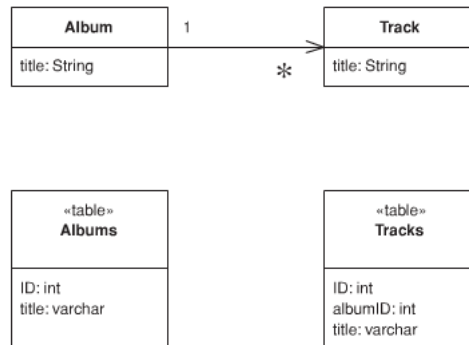 Album
1
Track
title: String
*
title: String
«table»
Albums
«table»
Tracks
ID: int
title: varchar
ID: int
albumID: int
title: varchar